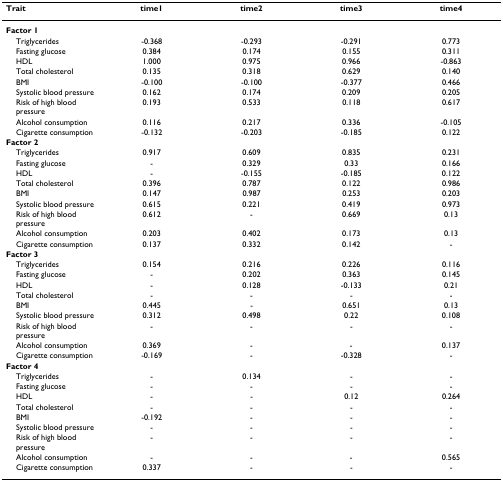 Trait time1 time2 time3 time4
Factor 1
Triglycerides -0.368 -0.293 -0.291 0.773
Fasting glucose 0.384 0.174 0.155 0.311
HDL 1.000 0.975 0.966 -0.863
Total cholesterol 0.135 0.318 0.629 0.140
BMI -0.100 -0.100 -0.377 0.466
Systolic blood pressure 0.162 0.174 0.209 0.205
Risk of high blood 0.193 0.533 0.118 0.617
pressure
Alcohol consumption 0.116 0.217 0.336 -0.105
Cigarette consumption -0.132 -0.203 -0.185 0.122
Factor 2
Triglycerides 0.917 0.609 0.835 0.231
Fasting glucose - 0.329 0.33 0.166
HDL - -0.155 -0.185 0.122
Total cholesterol 0.396 0.787 0.122 0.986
BMI 0.147 0.987 0.253 0.203
Systolic blood pressure 0.615 0.221 0.419 0.973
Risk of high blood 0.612 - 0.669 0.13
pressure
Alcohol consumption 0.203 0.402 0.173 0.13
Cigarette consumption 0.137 0.332 0.142 -
Factor 3
Triglycerides 0.154 0.216 0.226 0.116
Fasting glucose - 0.202 0.363 0.145
HDL - 0.128 -0.133 0.21
Total cholesterol - - - -
BMI 0.445 - 0.651 0.13
Systolic blood pressure 0.312 0.498 0.22 0.108
Risk of high blood - - - -
pressure
Alcohol consumption 0.369 - - 0.137
Cigarette consumption -0.169 - -0.328 -
Factor 4
Triglycerides - 0.134 - -
Fasting glucose - - - -
HDL - - 0.12 0.264
Total cholesterol - - - -
BMI -0.192 - - -
Systolic blood pressure - - - -
Risk of high blood - - - -
pressure
Alcohol consumption - - - 0.565
Cigarette consumption 0.337 - - -